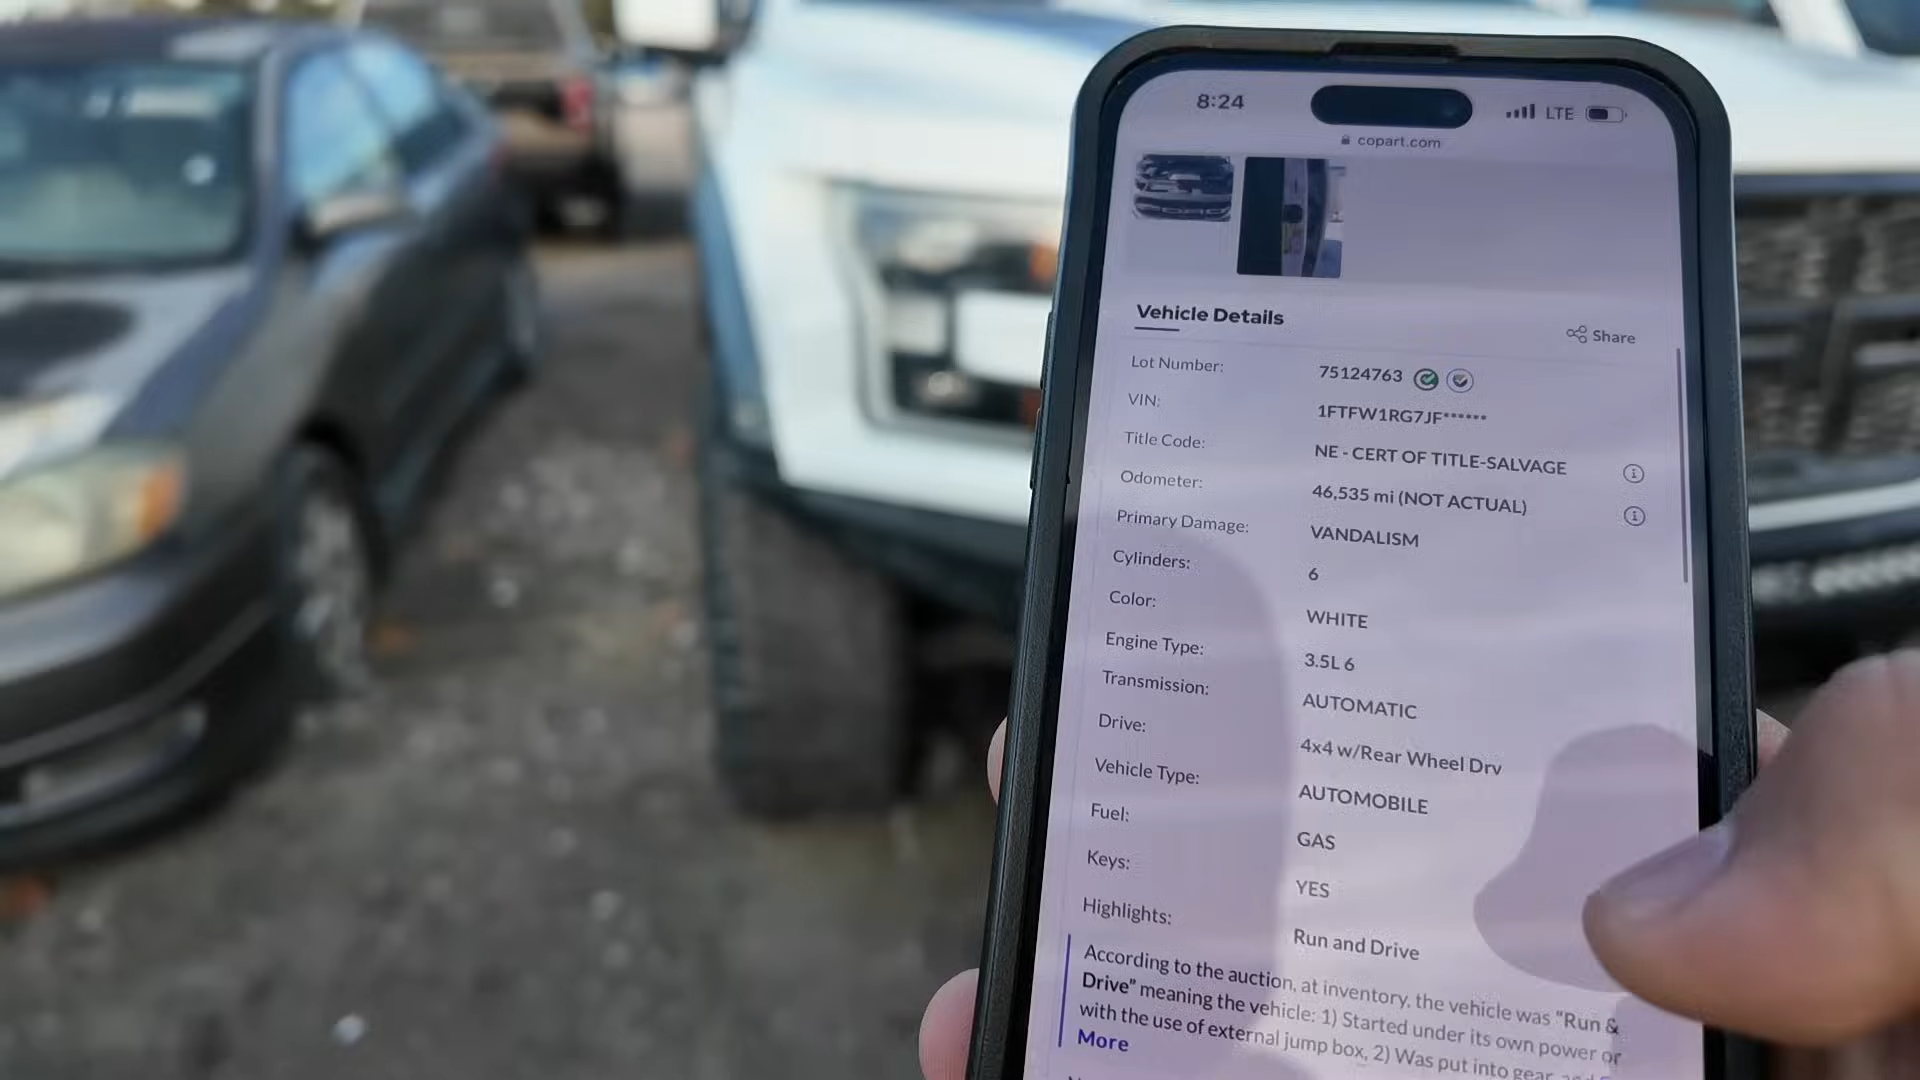 8:24 LTE
copart.com
Vehicle Details
Share
Lot Number: 75124763
VIN: 1FTFW1RG7JF******
Title Code: NE - CERT OF TITLE-SALVAGE
Odometer: 46,535 mi (NOT ACTUAL)
Primary Damage: VANDALISM
Cylinders: 6
Color: WHITE
Engine Type: 3.5L 6
Transmission: AUTOMATIC
Drive: 4x4 w/Rear Wheel Drv
Vehicle Type: AUTOMOBILE
Fuel: GAS
Keys: YES
Highlights: Run and Drive
According to the auction, at inventory, the vehicle was "Run &
Drive" meaning the vehicle: 1) Started under its own power or
with the use of external jump box, 2) Was put into gear, and
More